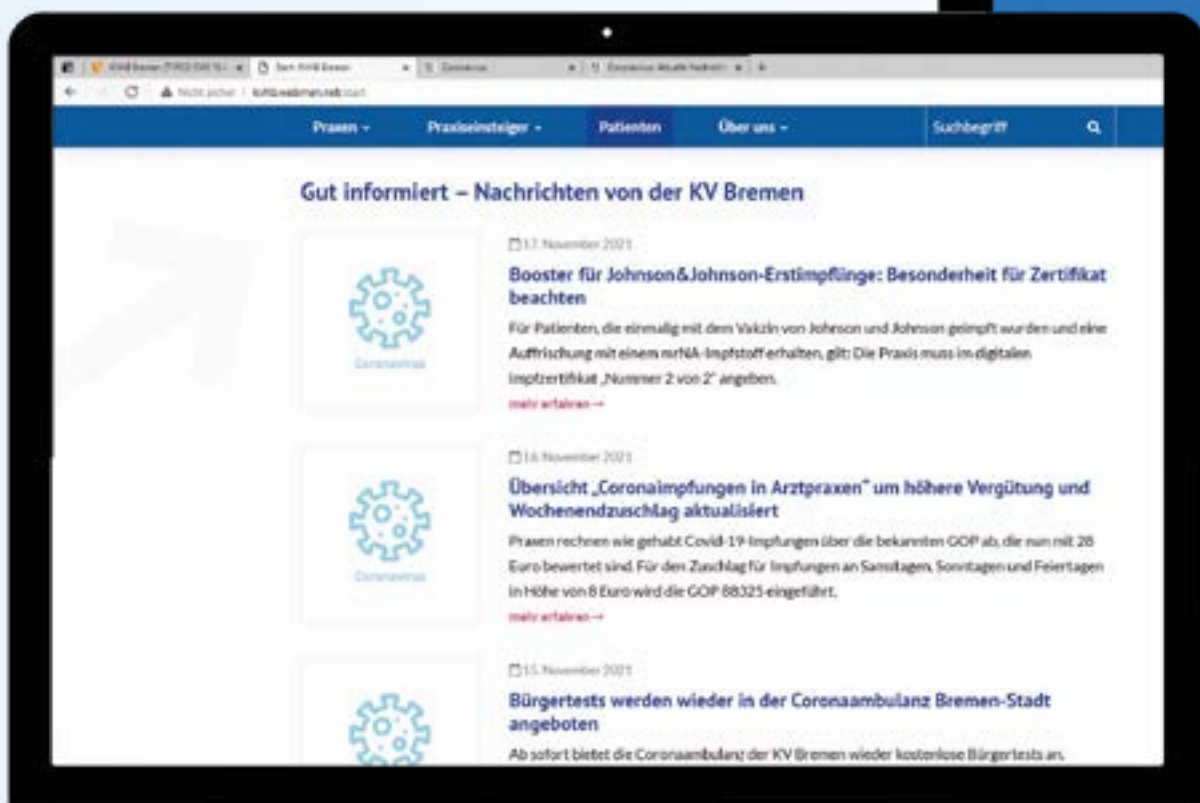 Nicht sicher
Praxen
Praxiseinsteiger
Patienten
Über uns
Suchbegriff
Gut informiert – Nachrichten von der KV Bremen
17. November 2021
Booster für Johnson&Johnson-Erstimpflinge: Besonderheit für Zertifikat
beachten
Für Patienten, die einmalig mit dem Vakzin von Johnson und Johnson geimpft wurden und eine
Auffrischung mit einem mrNA-Impfstoff erhalten, gilt: Die Praxis muss im digitalen
Impfzertifikat „Nummer 2 von 2“ angeben.
mehr erfahren →
Coronavirus
16. November 2021
Übersicht „Coronaimpfungen in Arztpraxen“ um höhere Vergütung und
Wochenendzuschlag aktualisiert
Praxen rechnen wie gehabt Covid-19-Impfungen über die bekannten GOP ab, die nun mit 28
Euro bewertet sind. Für den Zuschlag für Impfungen an Samstagen, Sonntagen und Feiertagen
in Höhe von 8 Euro wird die GOP 88325 eingeführt.
mehr erfahren →
Coronavirus
15. November 2021
Bürgertests werden wieder in der Coronaambulanz Bremen-Stadt
angeboten
Ab sofort bietet die Coronaambulanz der KV Bremen wieder kostenlose Bürgertests an.